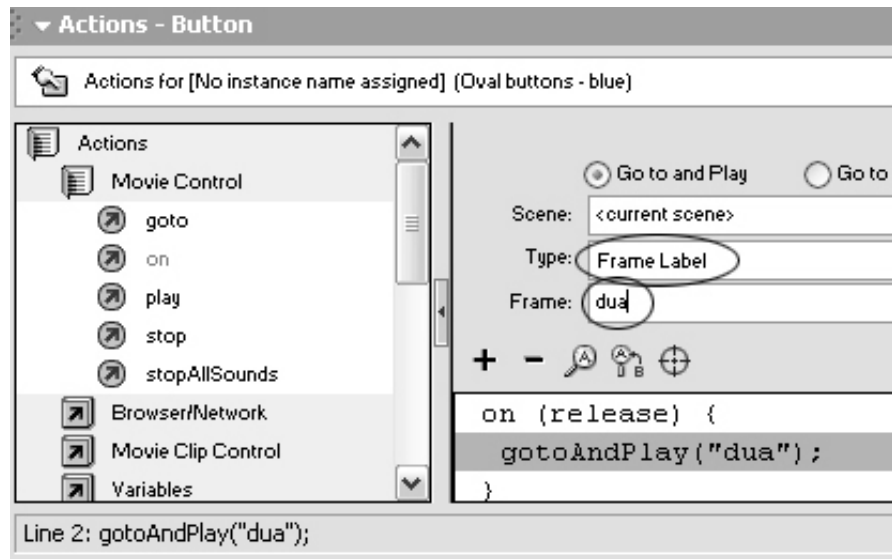 Actions - Button
Actions for [No instance name assigned] (Oval buttons - blue)
Actions
Movie Control
goto
on
play
stop
stopAllSounds
Browser/Network
Movie Clip Control
Variables
Go to and Play
Go to
Scene: <current scene>
Type: Frame Label
Frame: dua
on (release) {
gotoAndPlay("dua");
}
Line 2: gotoAndPlay("dua");